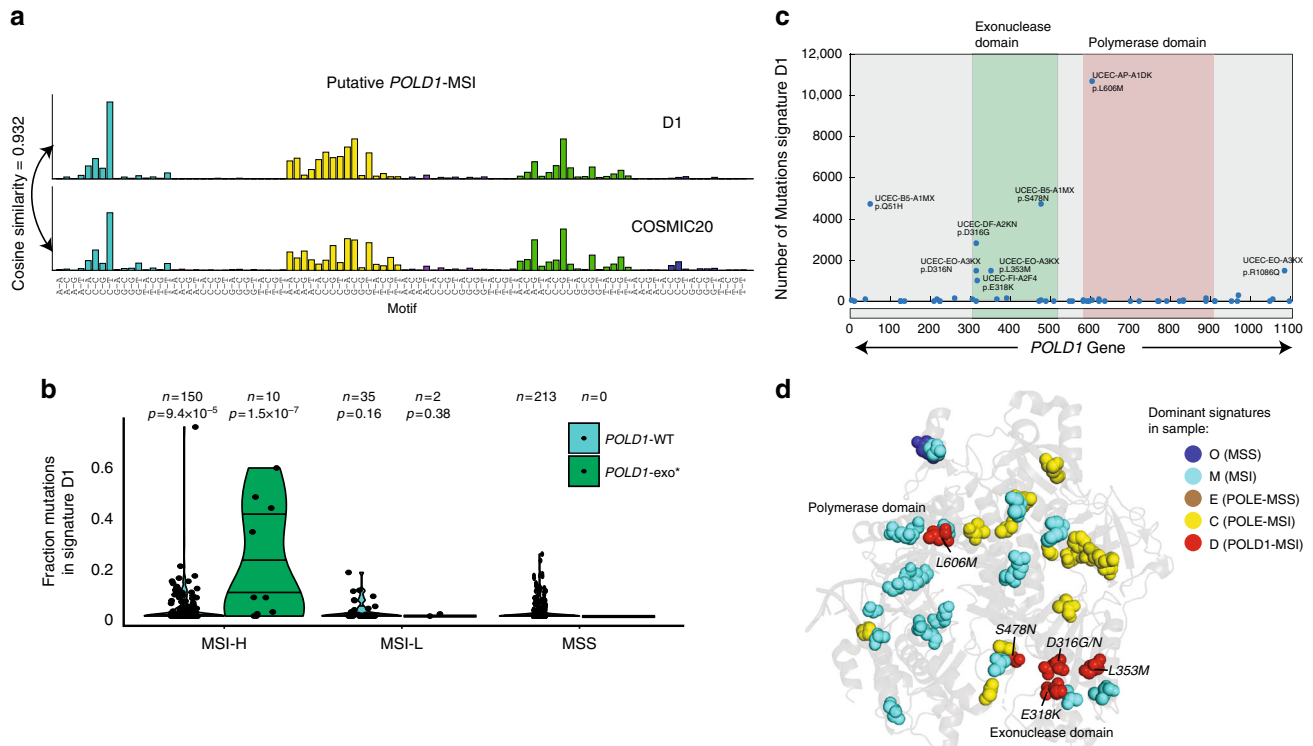 a
Putative POLD1-MSI
D1
Cosine similarity = 0.932
COSMIC20
Motif
b
n=150
p=9.4×10⁻⁵
n=10
p=1.5×10⁻⁷
n=35
p=0.16
n=2
p=0.38
n=213
n=0
POLD1-WT
POLD1-exo*
Fraction mutations
in signature D1
0.6
0.4
0.2
0
MSI-H
MSI-L
MSS
c
Exonuclease
domain
Polymerase domain
Number of Mutations signature D1
12,000
10,000
8000
6000
4000
2000
0
UCEC-AP-A1DK
p.L606M
UCEC-B5-A1MX
p.Q51H
UCEC-B5-A1MX
p.S478N
UCEC-DF-A2KN
p.D316G
UCEC-EO-A3KX
p.D316N
UCEC-EO-A3KX
p.L353M
UCEC-FI-A2F4
p.E318K
UCEC-EO-A3KX
p.R1086Q
0 100 200 300 400 500 600 700 800 900 1000 1100
POLD1 Gene
d
Dominant signatures
in sample:
O (MSS)
M (MSI)
E (POLE-MSS)
C (POLE-MSI)
D (POLD1-MSI)
Polymerase domain
L606M
S478N
D316G/N
L353M
E318K
Exonuclease domain